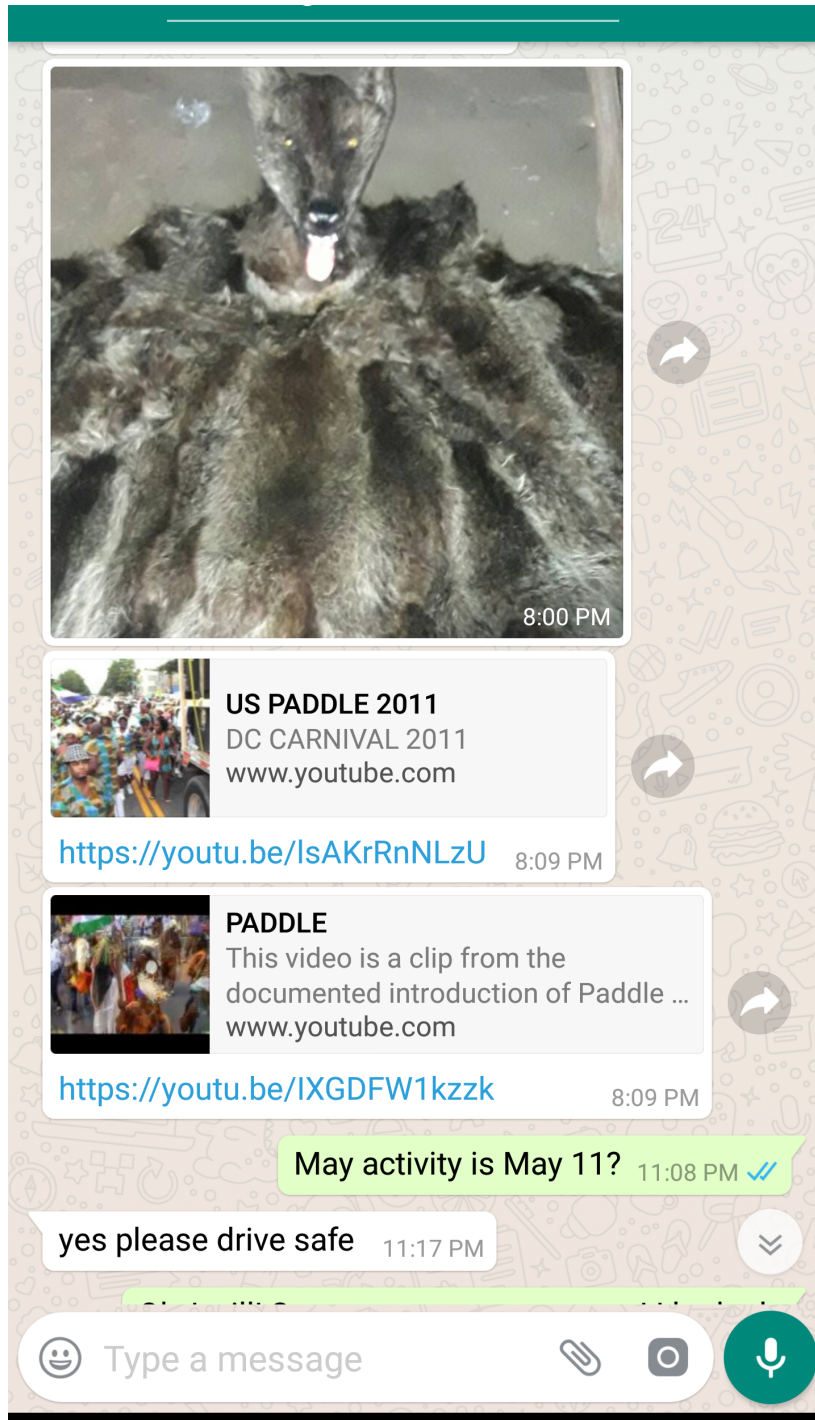 8:00 PM
US PADDLE 2011
DC CARNIVAL 2011
www.youtube.com
https://youtu.be/lsAKrRnNLzU 8:09 PM
PADDLE
This video is a clip from the
documented introduction of Paddle ...
www.youtube.com
https://youtu.be/IXGDFW1kzzk 8:09 PM
May activity is May 11? 11:08 PM
yes please drive safe 11:17 PM
Type a message